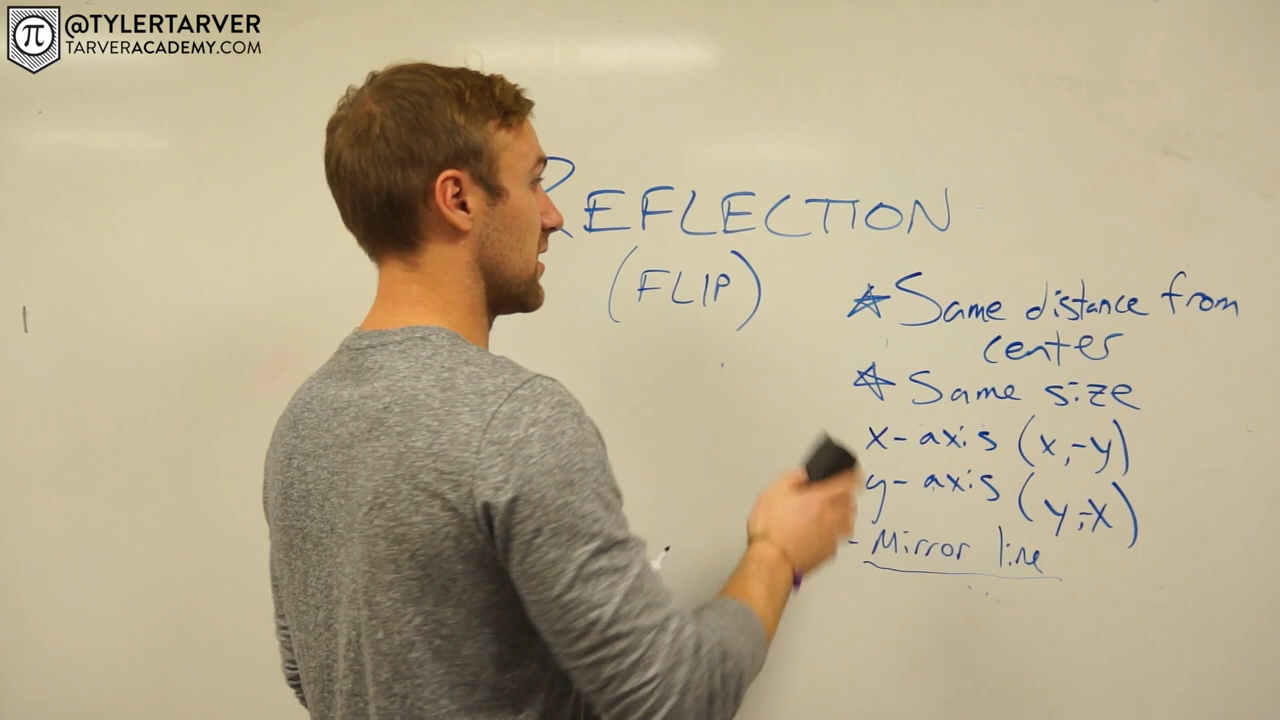 @TYLERTARVER
TARVERACADEMY.COM
REFLECTION
(FLIP)
☆ Same distance from
center
☆ Same size
x-axis (x,-y)
y-axis (y,-x)
- Mirror line